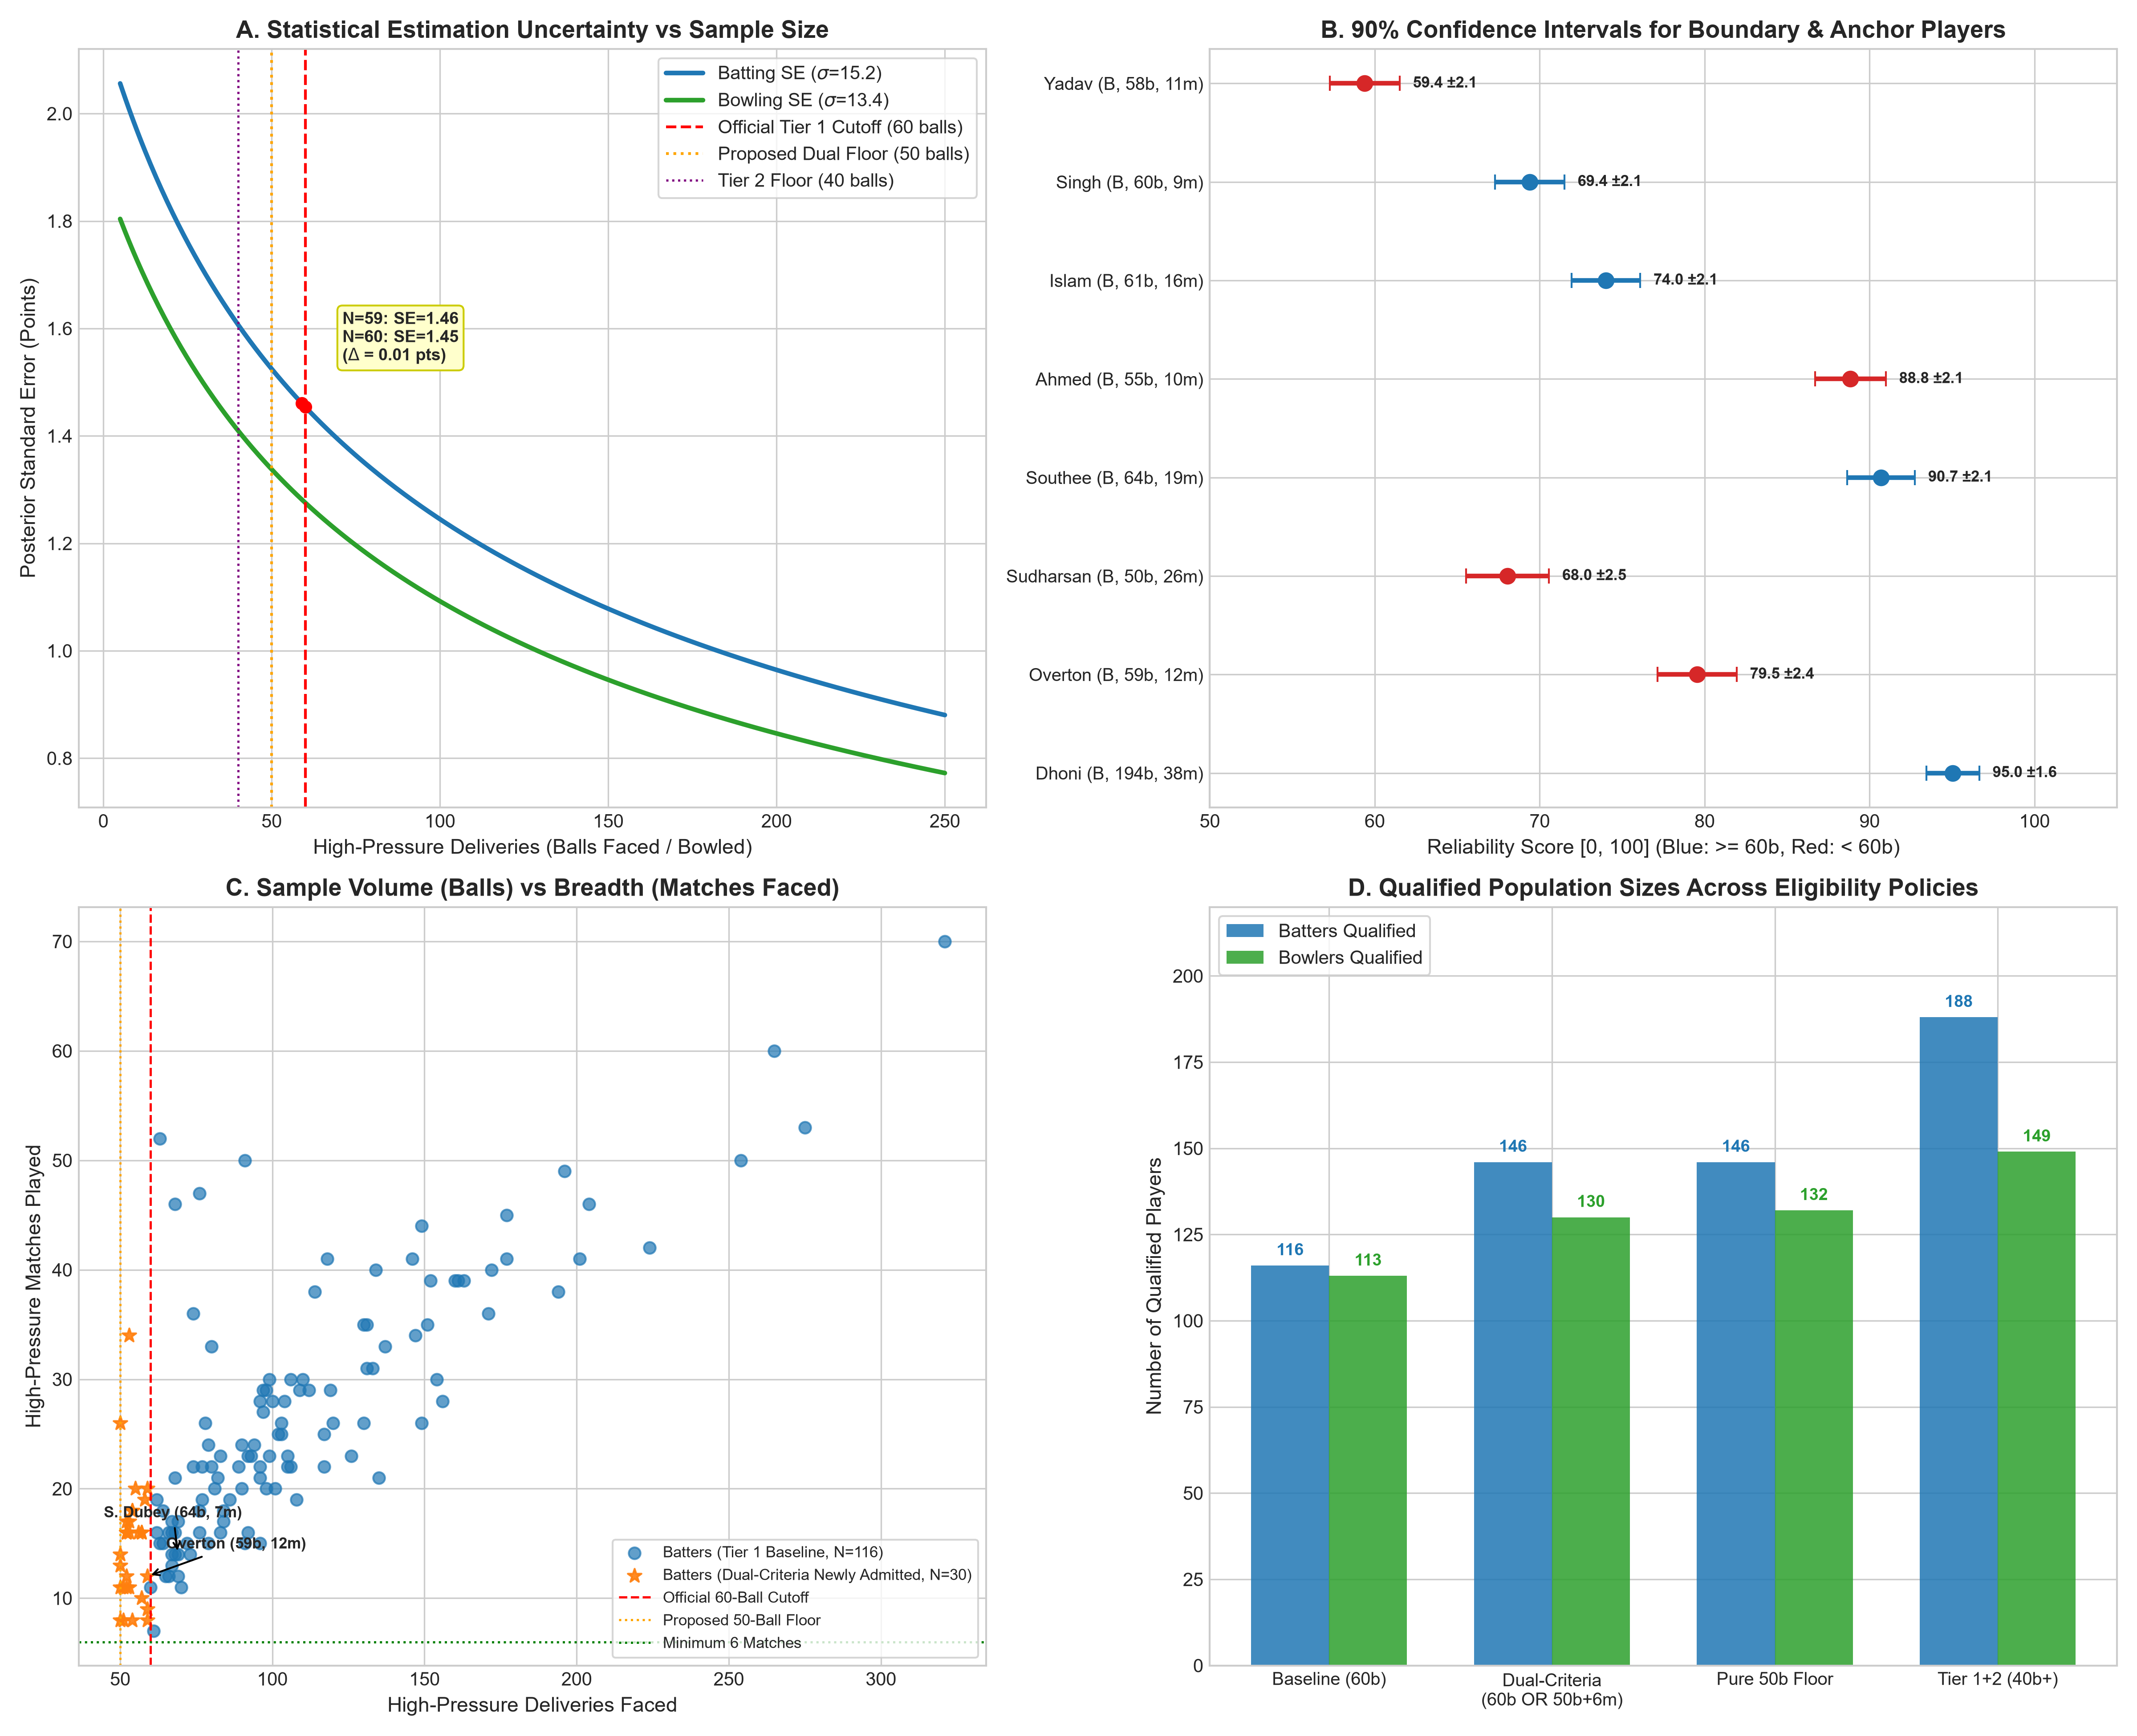 A. Statistical Estimation Uncertainty vs Sample Size
Posterior Standard Error (Points)
2.0
1.8
1.6
1.4
1.2
1.0
0.8
Batting SE (σ=15.2)
Bowling SE (σ=13.4)
Official Tier 1 Cutoff (60 balls)
Proposed Dual Floor (50 balls)
Tier 2 Floor (40 balls)
N=59: SE=1.46
N=60: SE=1.45
(Δ = 0.01 pts)
0 50 100 150 200 250
High-Pressure Deliveries (Balls Faced / Bowled)
B. 90% Confidence Intervals for Boundary & Anchor Players
Yadav (B, 58b, 11m) 59.4 ±2.1
Singh (B, 60b, 9m) 69.4 ±2.1
Islam (B, 61b, 16m) 74.0 ±2.1
Ahmed (B, 55b, 10m) 88.8 ±2.1
Southee (B, 64b, 19m) 90.7 ±2.1
Sudharsan (B, 50b, 26m) 68.0 ±2.5
Overton (B, 59b, 12m) 79.5 ±2.4
Dhoni (B, 194b, 38m) 95.0 ±1.6
50 60 70 80 90 100
Reliability Score [0, 100] (Blue: >= 60b, Red: < 60b)
C. Sample Volume (Balls) vs Breadth (Matches Faced)
High-Pressure Matches Played
70
60
50
40
30
20
10
S. Dubey (64b, 7m)
Overton (59b, 12m)
Batters (Tier 1 Baseline, N=116)
Batters (Dual-Criteria Newly Admitted, N=30)
Official 60-Ball Cutoff
Proposed 50-Ball Floor
Minimum 6 Matches
50 100 150 200 250 300
High-Pressure Deliveries Faced
D. Qualified Population Sizes Across Eligibility Policies
Number of Qualified Players
Batters Qualified
Bowlers Qualified
200
175
150
125
100
75
50
25
0
116 113
146 130
146 132
188 149
Baseline (60b)
Dual-Criteria
(60b OR 50b+6m)
Pure 50b Floor
Tier 1+2 (40b+)